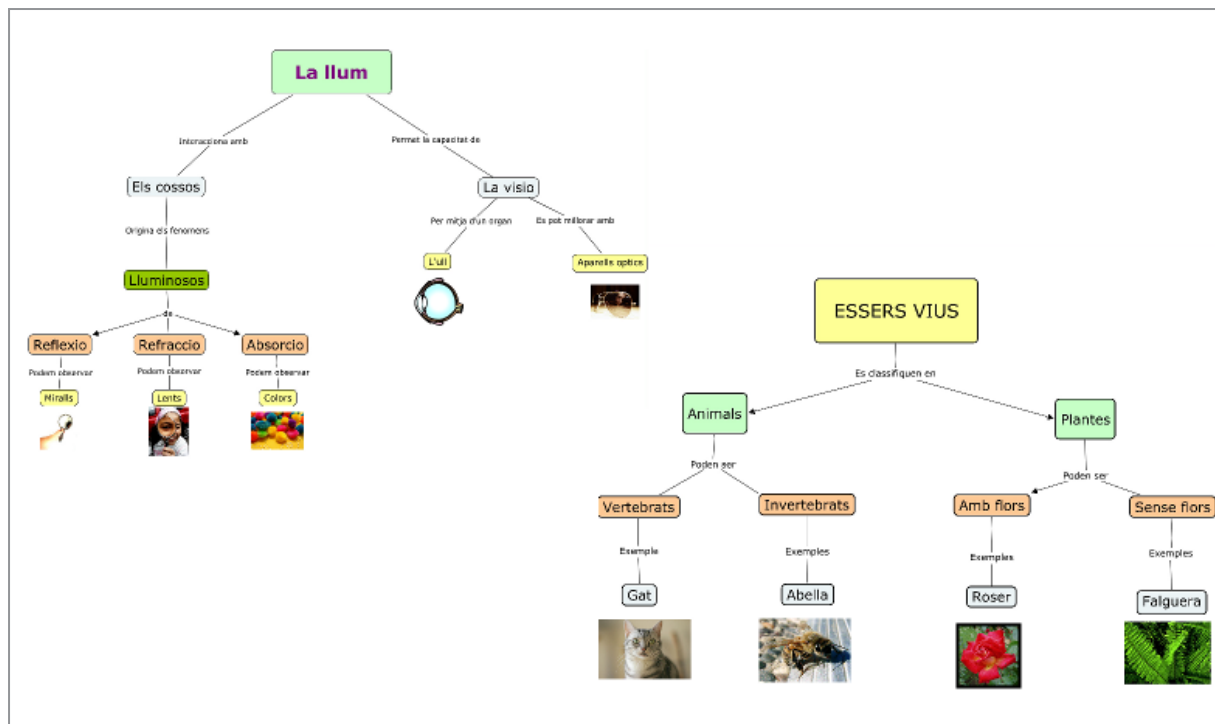 La llum
Interacciona amb
Permet la capacitat de
Els cossos
La visio
Origina els fenomens
Per mitja d'un organ
Es pot millorar amb
L'ull
Aparells optics
Lluminosos
de
Reflexio
Refraccio
Absorcio
Podem observar
Podem observar
Podem observar
Miralls
Lents
Colors
ESSERS VIUS
Es classifiquen en
Animals
Plantes
Poden ser
Poden ser
Vertebrats
Invertebrats
Amb flors
Sense flors
Exemple
Exemples
Exemples
Exemples
Gat
Abella
Roser
Falguera